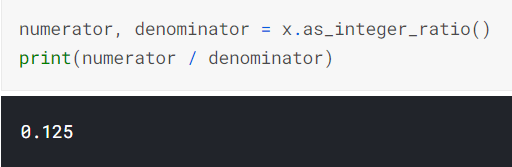 numerator, denominator = x.as_integer_ratio()
print(numerator / denominator)
0.125